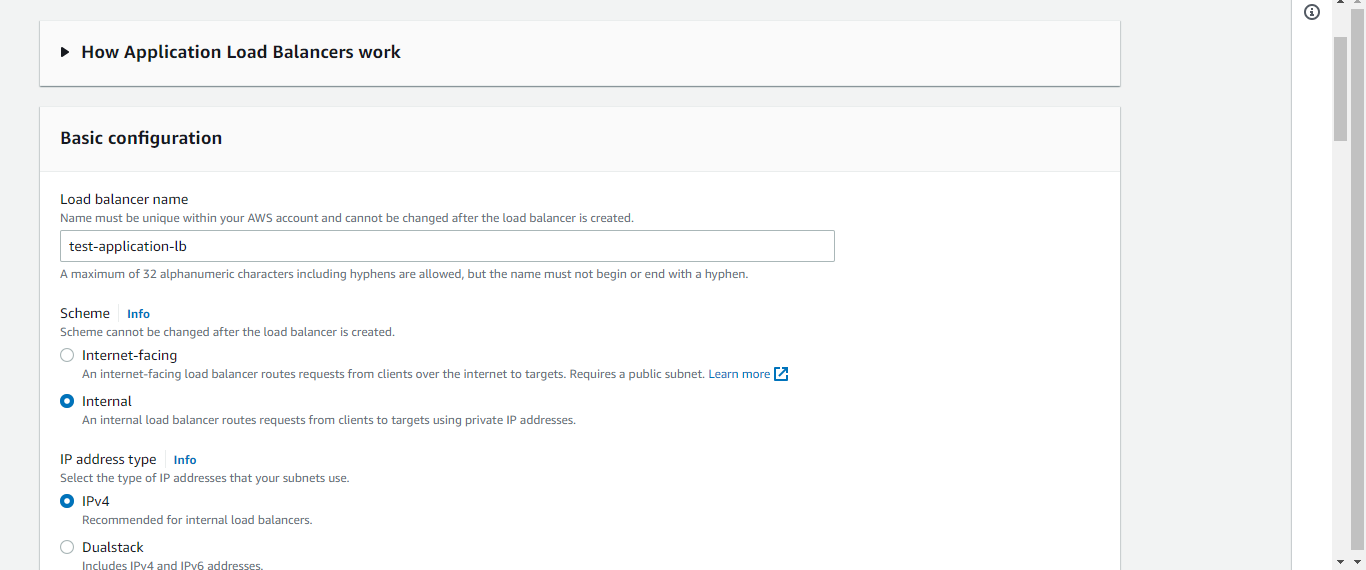 How Application Load Balancers work
Basic configuration
Load balancer name
Name must be unique within your AWS account and cannot be changed after the load balancer is created.
test-application-lb
A maximum of 32 alphanumeric characters including hyphens are allowed, but the name must not begin or end with a hyphen.
Scheme Info
Scheme cannot be changed after the load balancer is created.
Internet-facing
An internet-facing load balancer routes requests from clients over the internet to targets. Requires a public subnet. Learn more
Internal
An internal load balancer routes requests from clients to targets using private IP addresses.
IP address type Info
Select the type of IP addresses that your subnets use.
IPv4
Recommended for internal load balancers.
Dualstack
Includes IPv4 and IPv6 addresses.